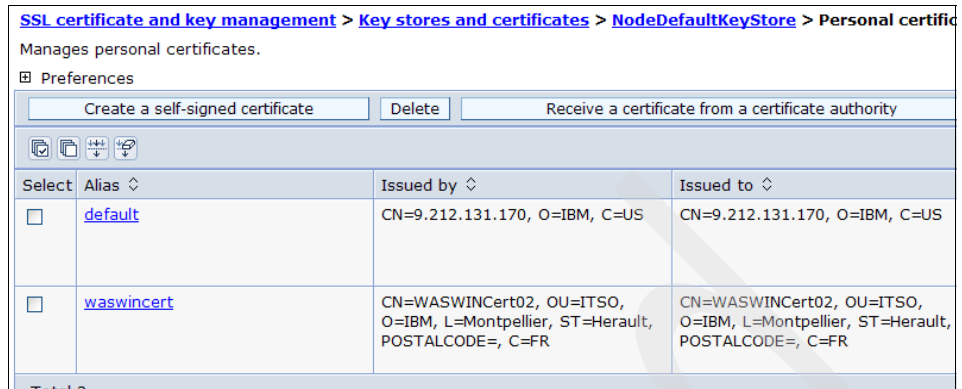 SSL certificate and key management > Key stores and certificates > NodeDefaultKeyStore > Personal certific
Manages personal certificates.
Preferences
Create a self-signed certificate Delete Receive a certificate from a certificate authority
Select Alias Issued by Issued to
default CN=9.212.131.170, O=IBM, C=US CN=9.212.131.170, O=IBM, C=US
waswincert CN=WASWINCert02, OU=ITSO, CN=WASWINCert02, OU=ITSO,
O=IBM, L=Montpellier, ST=Herault, O=IBM, L=Montpellier, ST=Herault,
POSTALCODE=, C=FR POSTALCODE=, C=FR